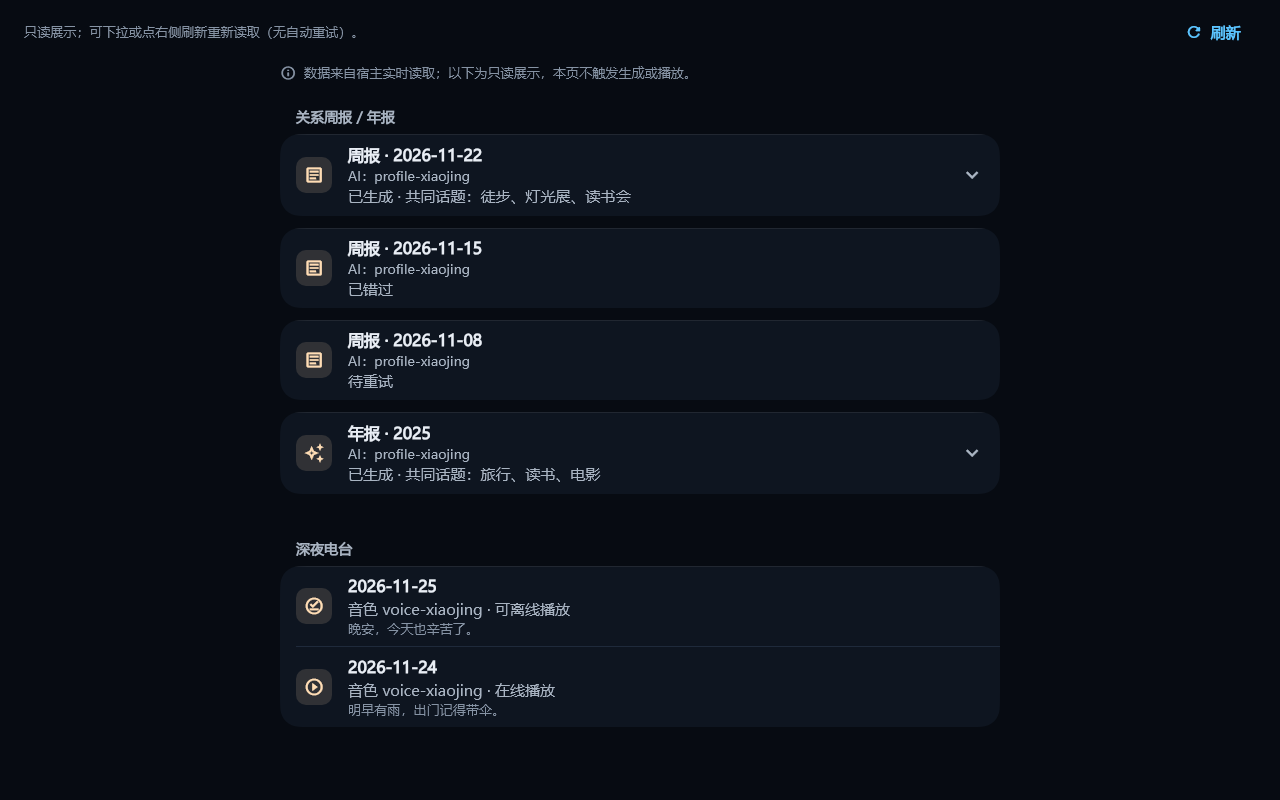 只读展示；可下拉或点右侧刷新重新读取（无自动重试）。
刷新
数据来自宿主实时读取；以下为只读展示，本页不触发生成或播放。
关系周报 / 年报
周报 · 2026-11-22
AI：profile-xiaojing
已生成 · 共同话题：徒步、灯光展、读书会
周报 · 2026-11-15
AI：profile-xiaojing
已错过
周报 · 2026-11-08
AI：profile-xiaojing
待重试
年报 · 2025
AI：profile-xiaojing
已生成 · 共同话题：旅行、读书、电影
深夜电台
2026-11-25
音色 voice-xiaojing · 可离线播放
晚安，今天也辛苦了。
2026-11-24
音色 voice-xiaojing · 在线播放
明早有雨，出门记得带伞。